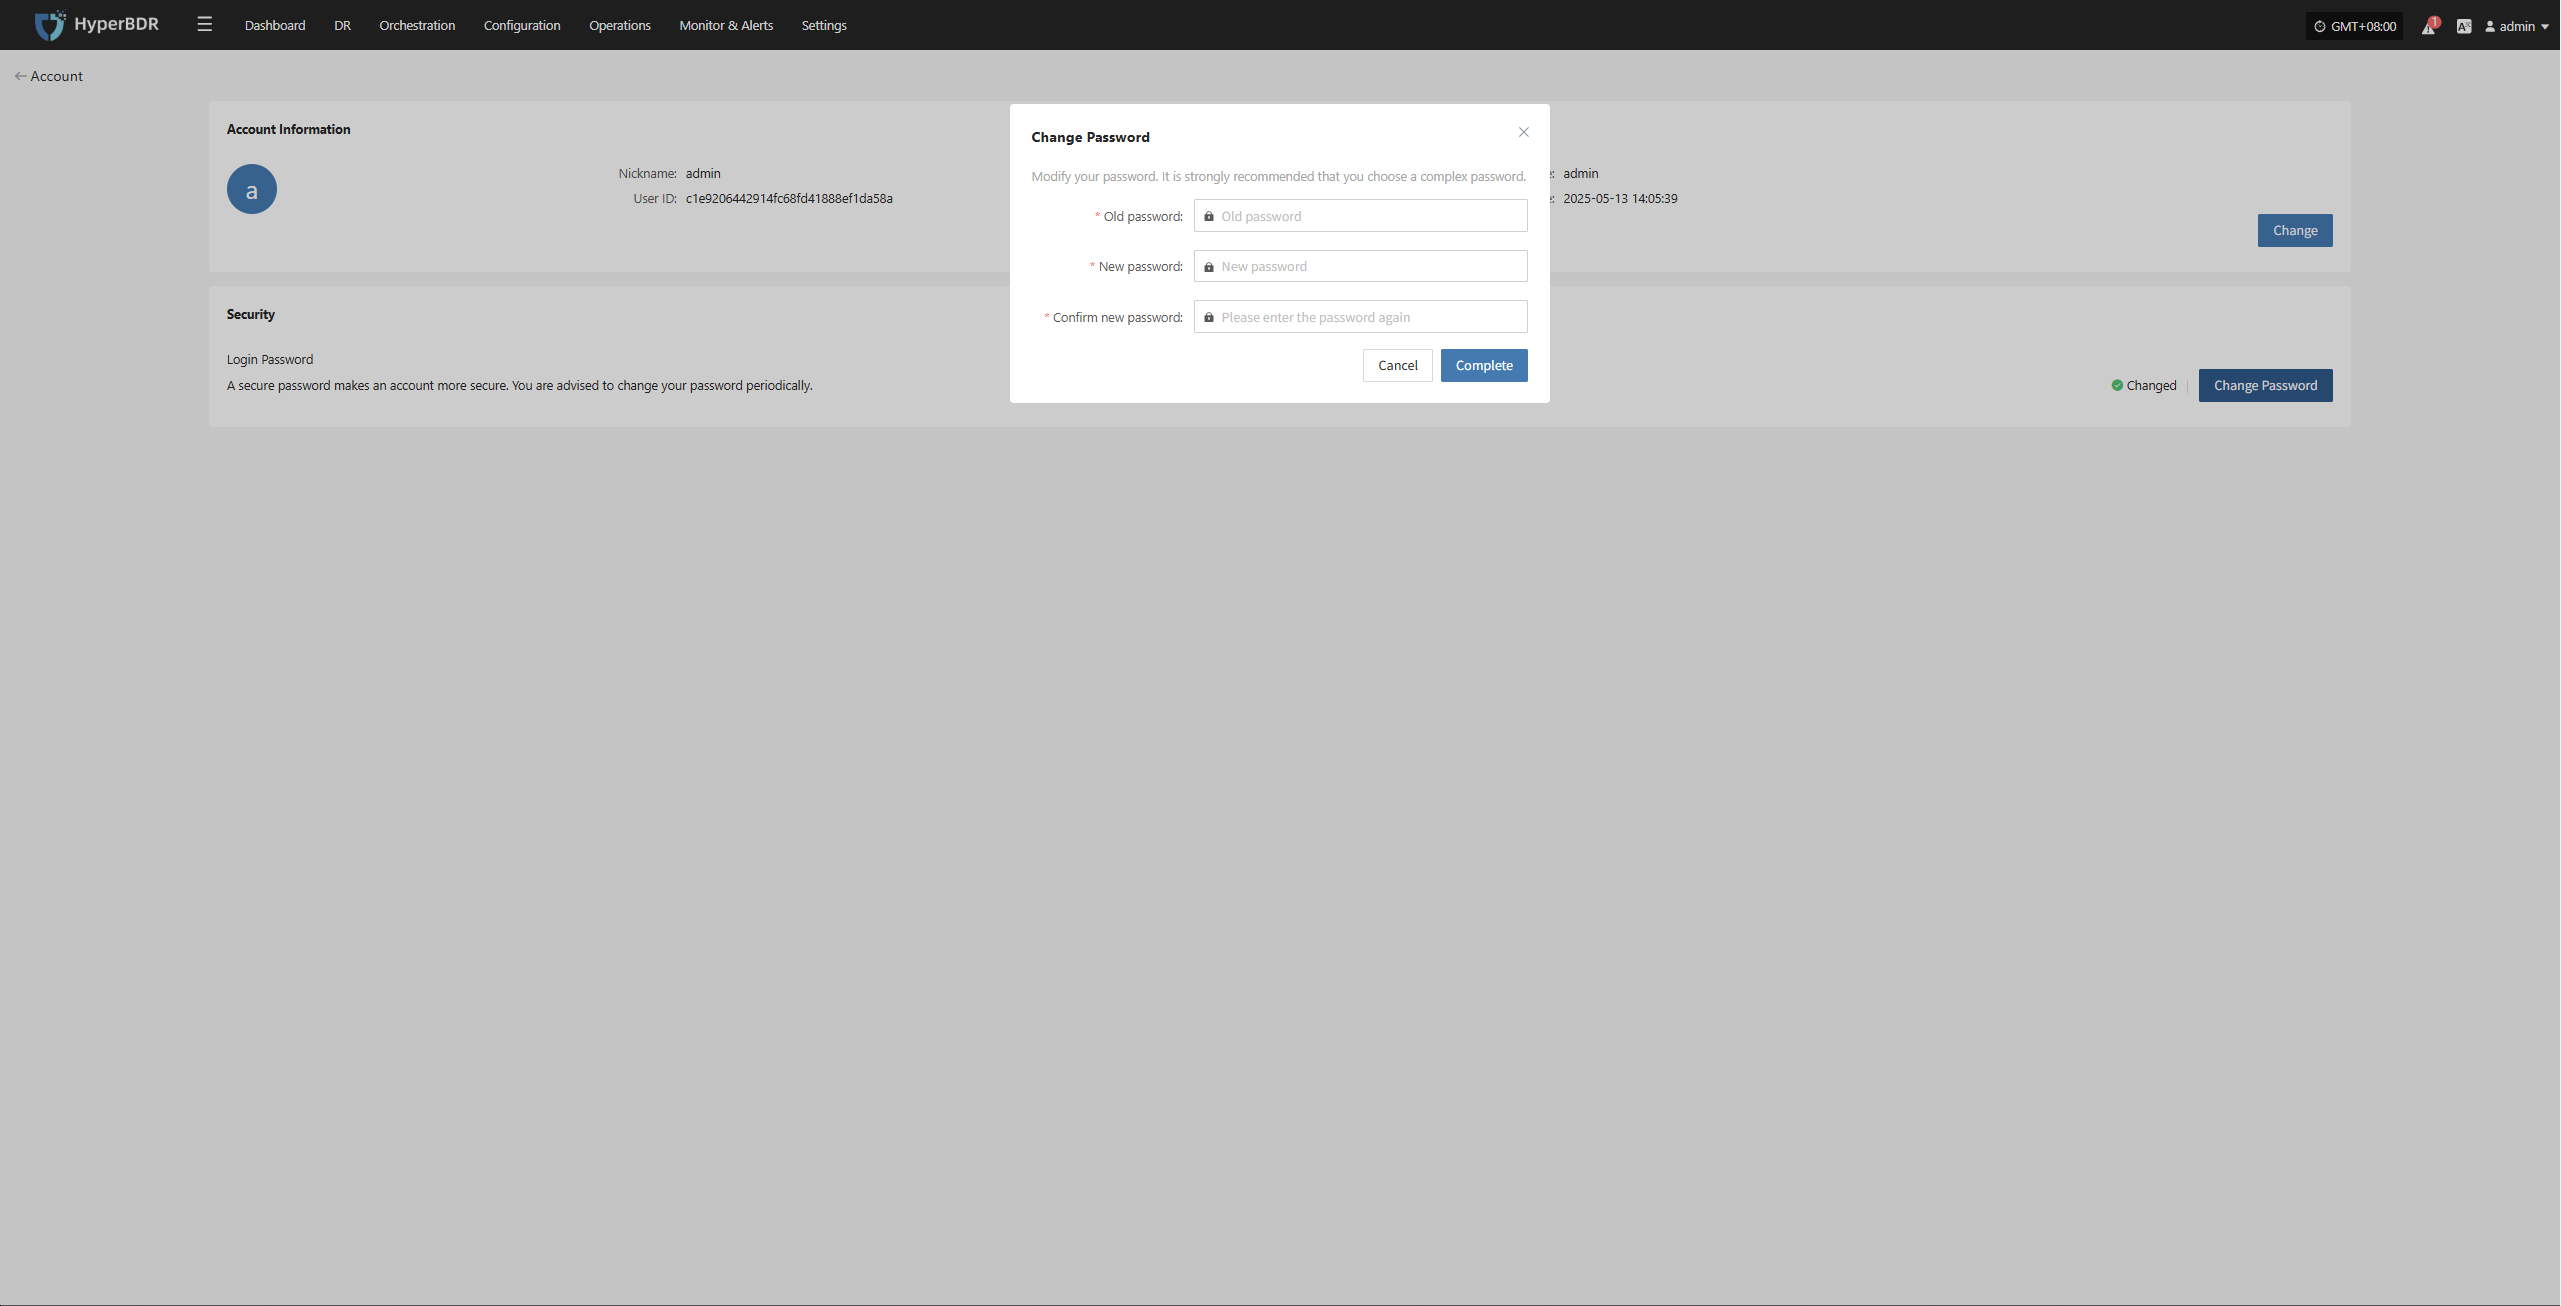 HyperBDR
Dashboard DR Orchestration Configuration Operations Monitor & Alerts Settings
GMT+08:00 1 admin
Account
Account Information
a
Nickname: admin
User ID: c1e9206442914fc68fd41888ef1da58a
admin
2025-05-13 14:05:39
Change
Change Password
Modify your password. It is strongly recommended that you choose a complex password.
* Old password: Old password
* New password: New password
* Confirm new password: Please enter the password again
Cancel Complete
Security
Login Password
A secure password makes an account more secure. You are advised to change your password periodically.
Changed Change Password